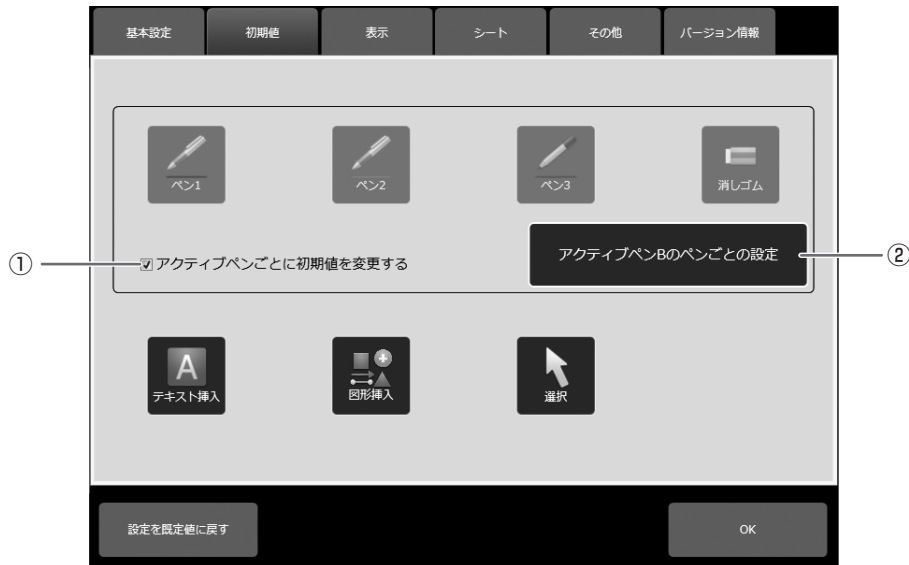 基本設定
初期値
表示
シート
その他
バージョン情報
ペン1
ペン2
ペン3
消しゴム
①
アクティブペンごとに初期値を変更する
アクティブペンBのペンごとの設定
②
A
テキスト挿入
図形挿入
選択
設定を既定値に戻す
OK